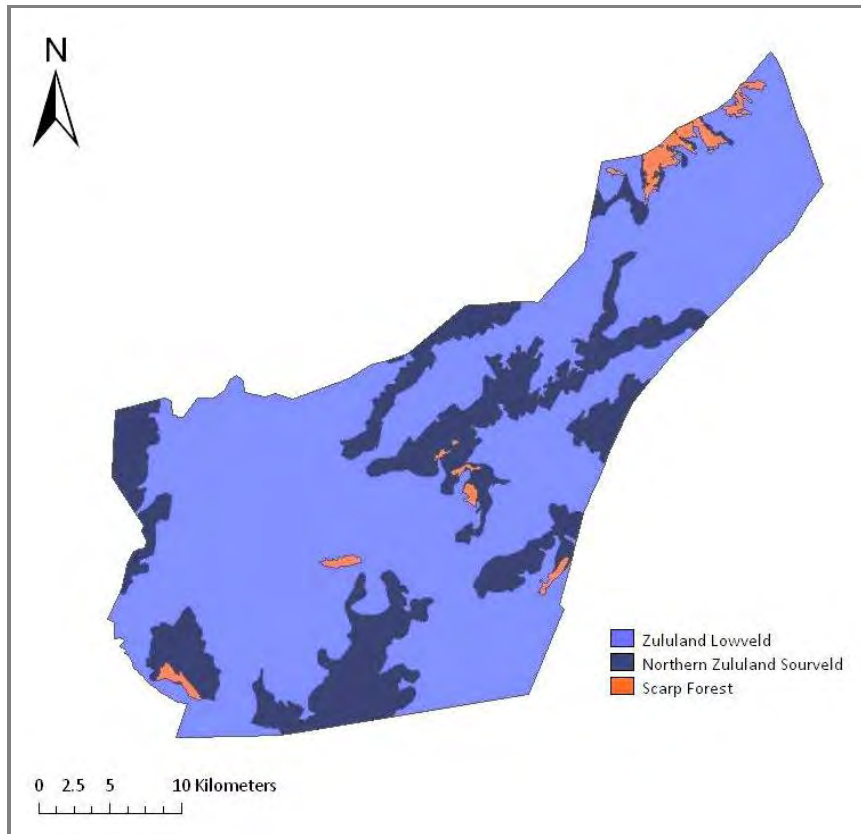 N
Zululand Lowveld
Northern Zululand Sourveld
Scarp Forest
0 2.5 5 10 Kilometers